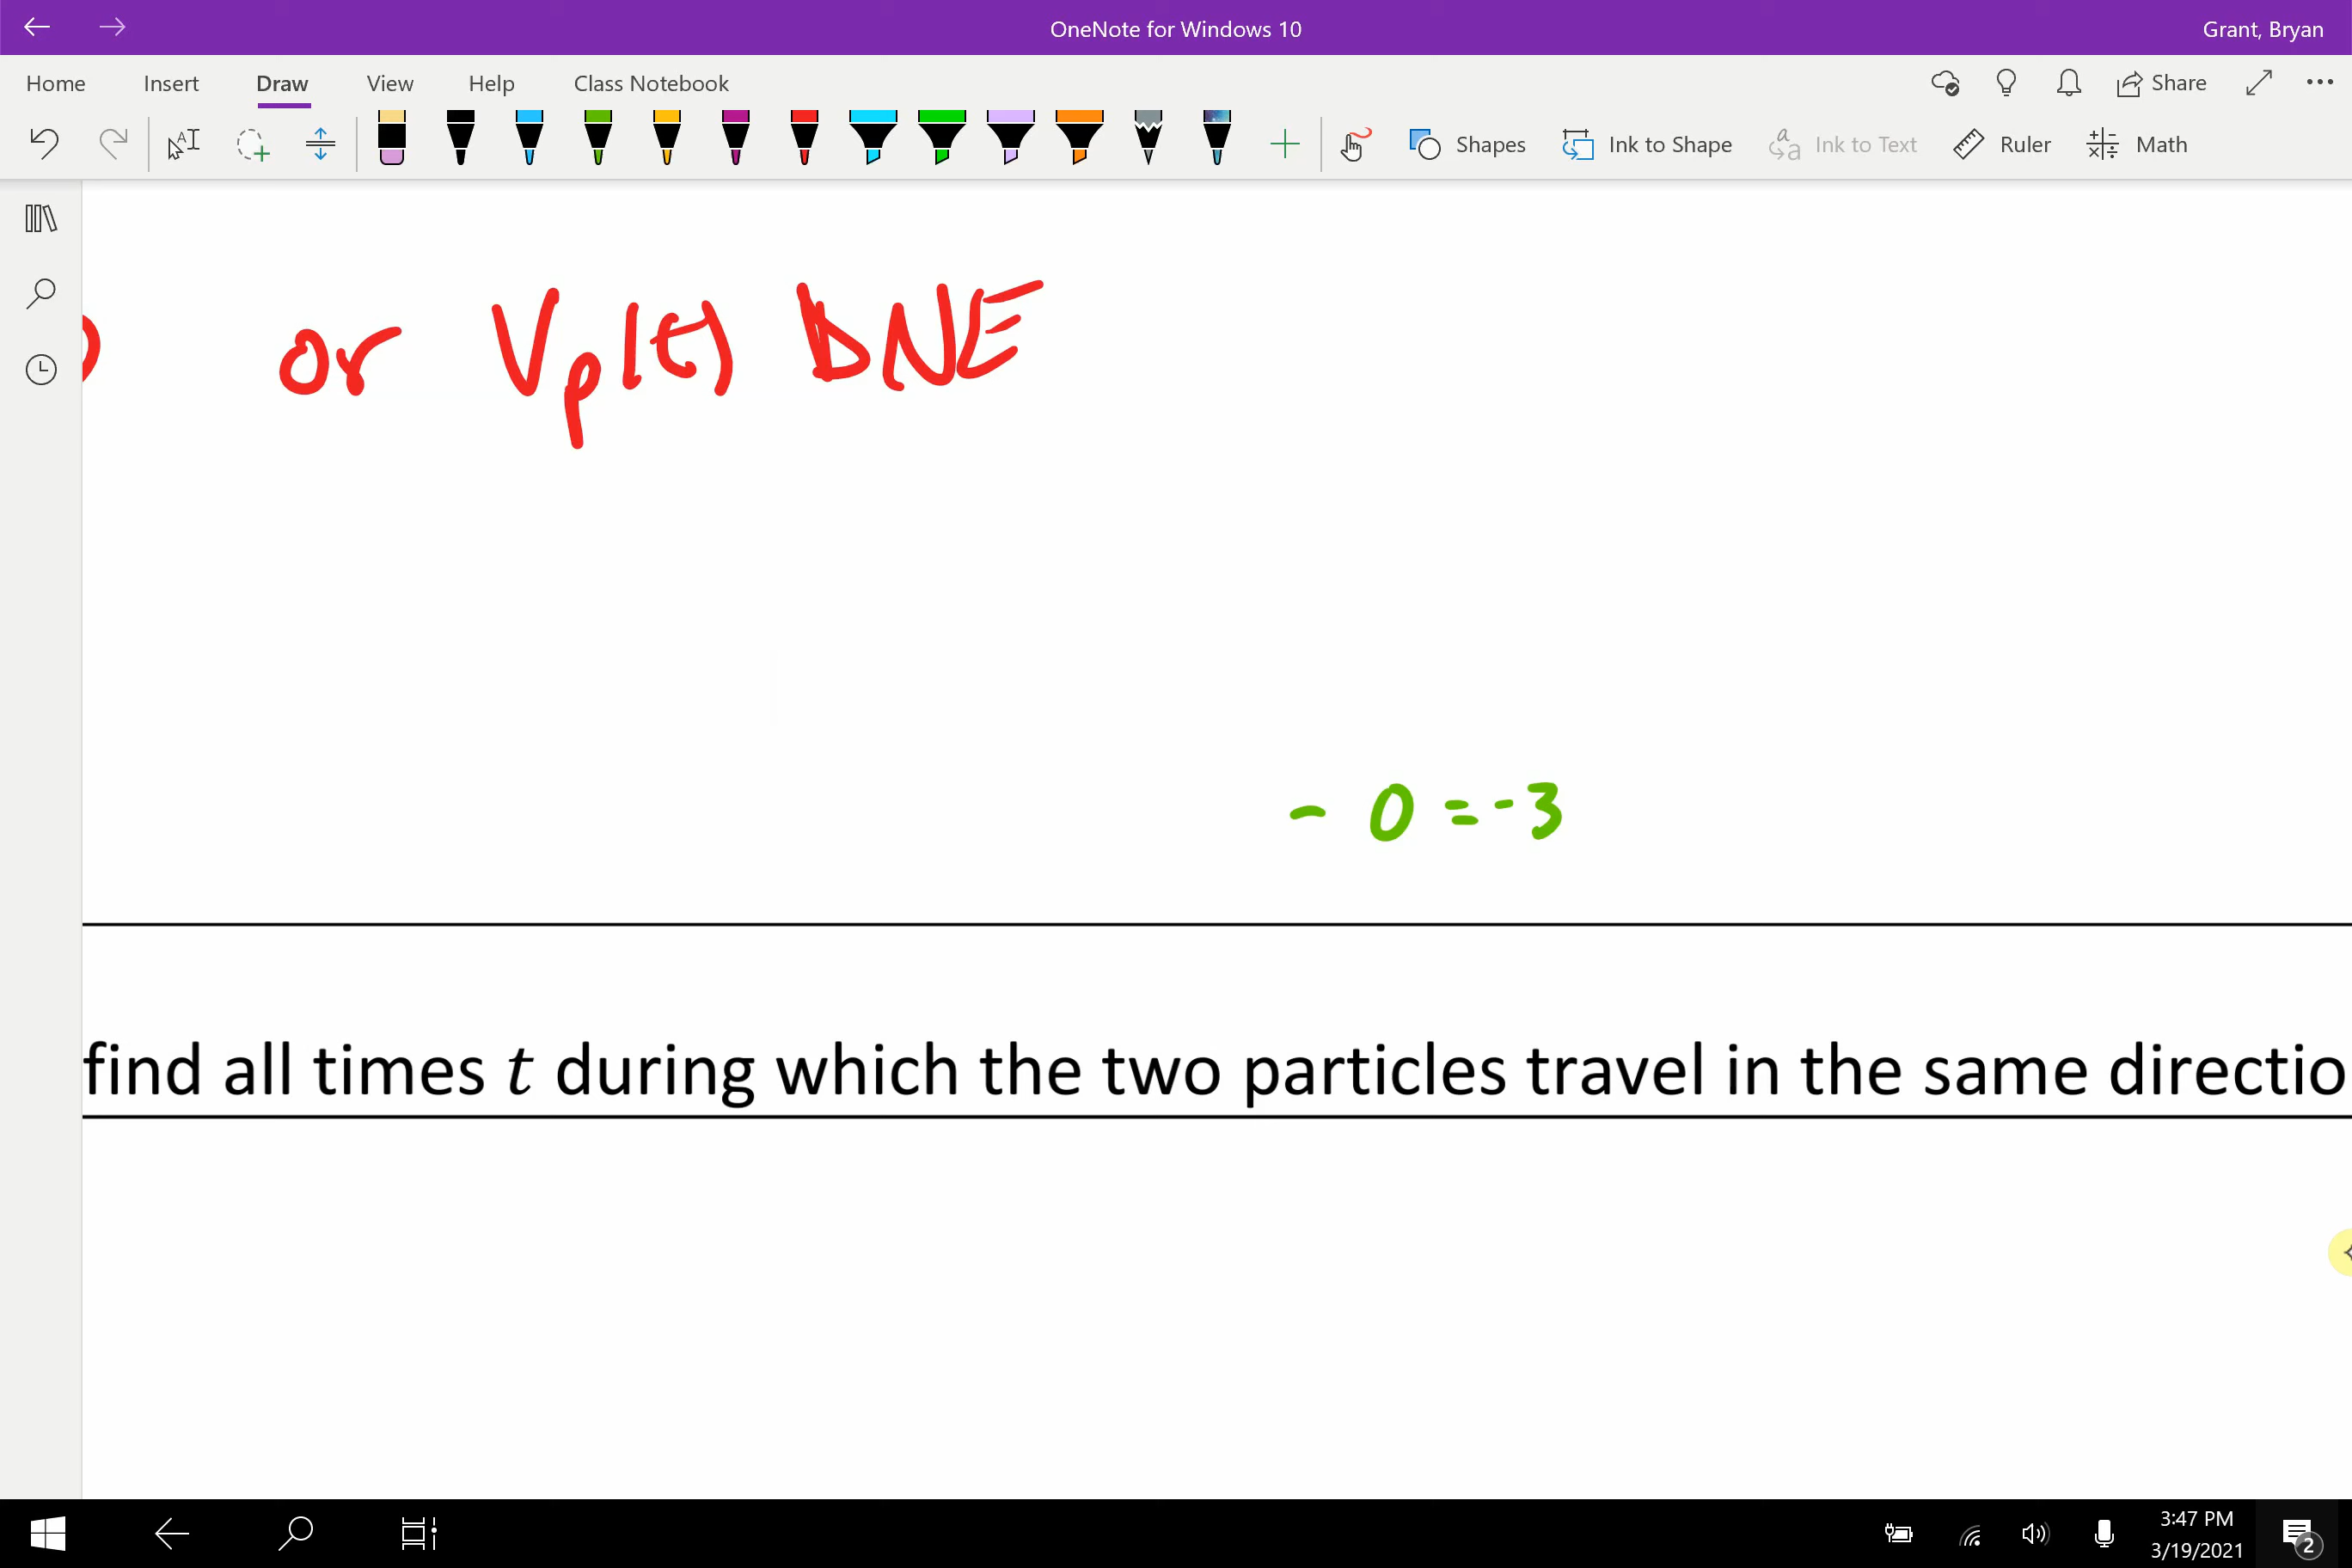 OneNote for Windows 10
Grant, Bryan
Home Insert Draw View Help Class Notebook
Share
Shapes Ink to Shape Ink to Text Ruler Math
) or Vp(t) DNE
- 0 = -3
find all times t during which the two particles travel in the same directio
3:47 PM
3/19/2021
2